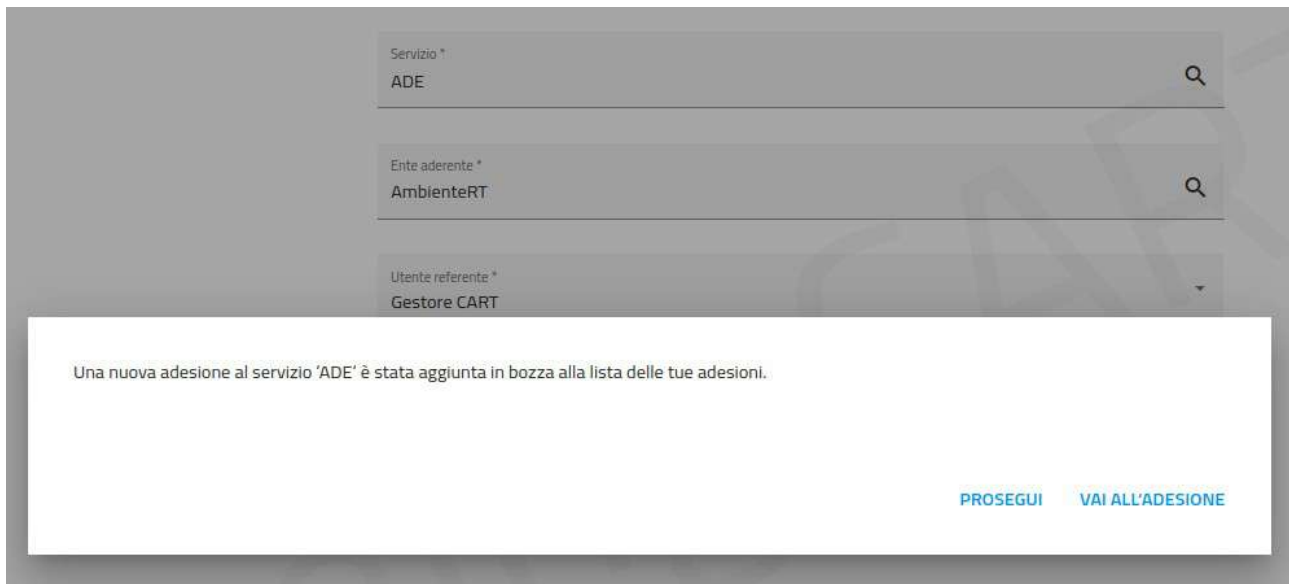 Servizio *
ADE
Ente aderente *
AmbienteRT
Utente referente *
Gestore CART
Una nuova adesione al servizio ‘ADE’ è stata aggiunta in bozza alla lista delle tue adesioni.
PROSEGUI VAI ALL'ADESIONE